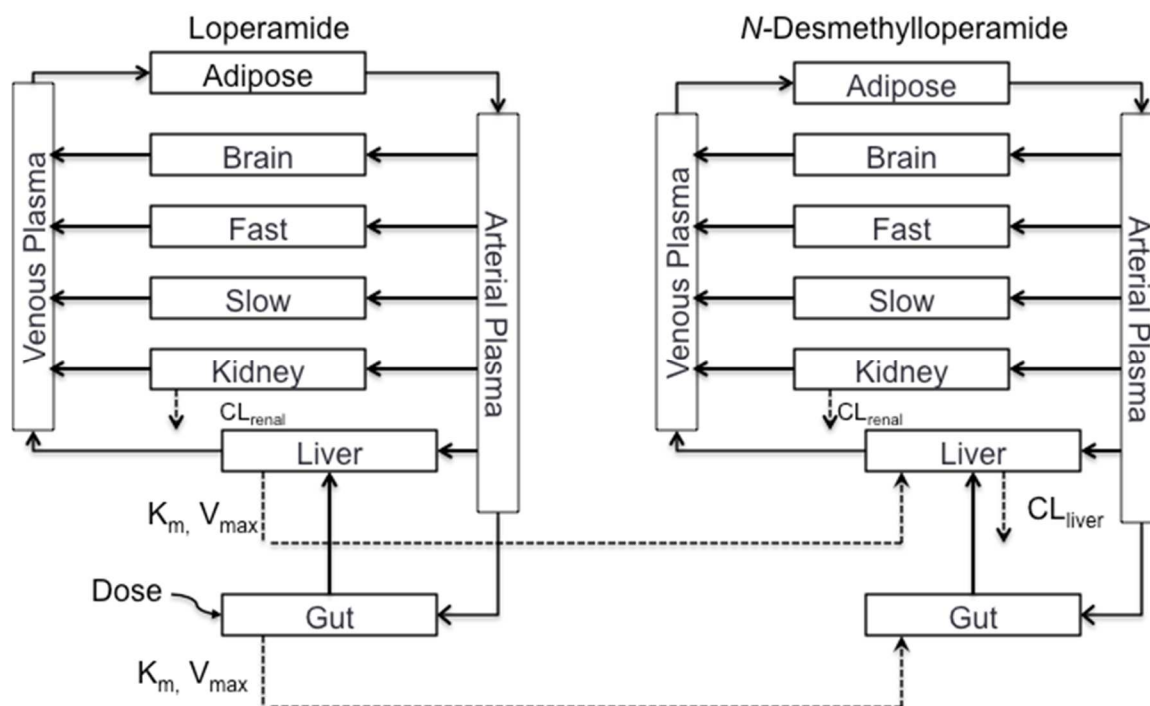 Loperamide
Adipose
Venous Plasma
Brain
Fast
Slow
Kidney
Arterial Plasma
CLrenal
Liver
Km, Vmax
Dose
Gut
Km, Vmax
N-Desmethylloperamide
Adipose
Venous Plasma
Brain
Fast
Slow
Kidney
Arterial Plasma
CLrenal
Liver
CLliver
Gut